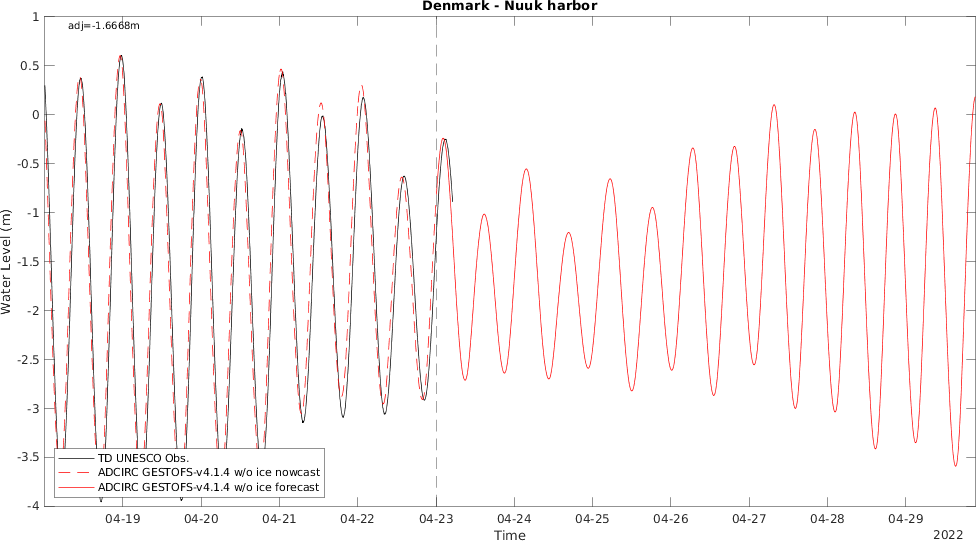 Denmark - Nuuk harbor
adj=-1.6668m
1
0.5
0
-0.5
-1
-1.5
-2
-2.5
-3
-3.5
-4
Water Level (m)
TD UNESCO Obs.
ADCIRC GESTOFS-v4.1.4 w/o ice nowcast
ADCIRC GESTOFS-v4.1.4 w/o ice forecast
04-19 04-20 04-21 04-22 04-23 04-24 04-25 04-26 04-27 04-28 04-29
Time
2022